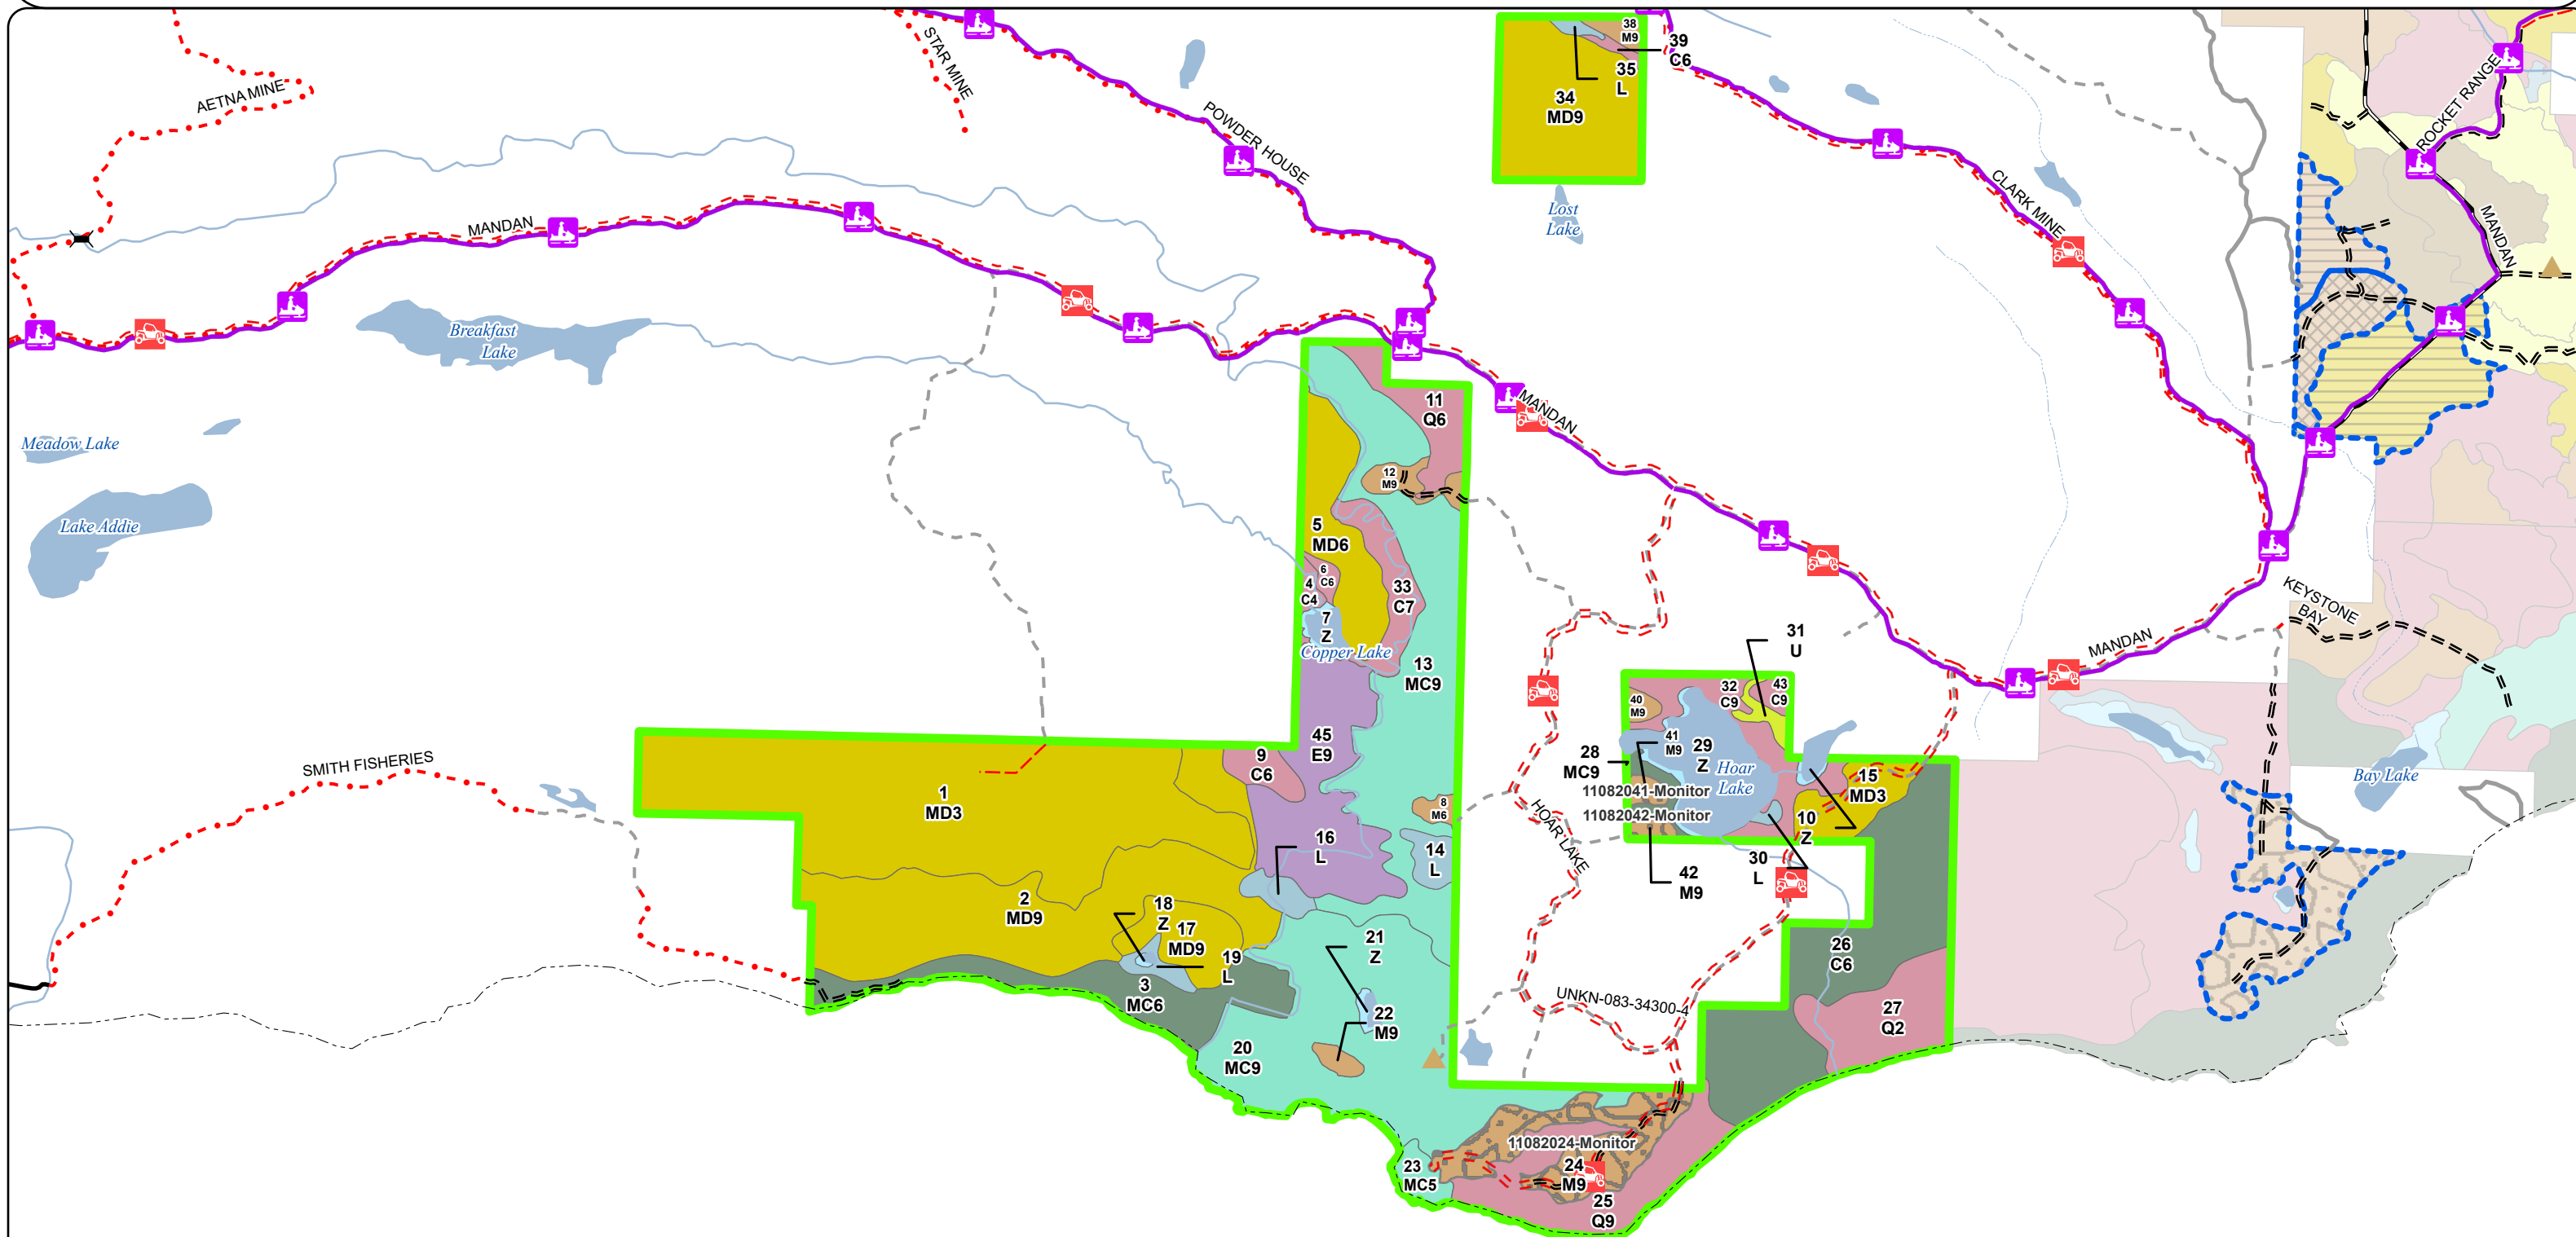 STAR MINE
AETNA MINE
POWDER HOUSE
MANDAN
38
M9
39
C6
35
L
34
MD9
Lost
Lake
CLARK MINE
ROCKET RANGE
MANDAN
Breakfast
Lake
Meadow Lake
Lake Addie
11
Q6
MANDAN
12
M9
5
MD6
6
C6
4
C4
7
Z
33
C7
Copper Lake
13
MC9
KEYSTONE
BAY
MANDAN
31
U
32
C9
43
C9
40
M9
41
M9
29
Z
Hoar
Lake
28
MC9
11082041-Monitor
11082042-Monitor
15
MD3
10
Z
30
L
42
M9
Bay Lake
45
E9
9
C6
8
M6
SMITH FISHERIES
1
MD3
HOAR LAKE
16
L
14
L
2
MD9
18
Z
17
MD9
19
L
3
MC6
21
Z
22
M9
20
MC9
26
C6
27
Q2
UNKN-083-34300-4
11082024-Monitor
23
MC5
24
M9
25
Q9